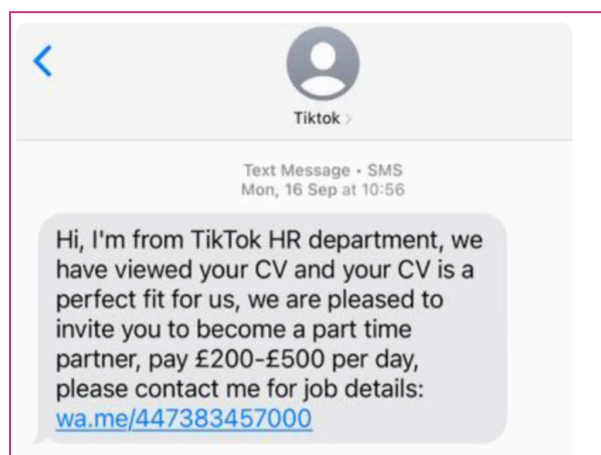 Tiktok >
Text Message • SMS
Mon, 16 Sep at 10:56
Hi, I'm from TikTok HR department, we
have viewed your CV and your CV is a
perfect fit for us, we are pleased to
invite you to become a part time
partner, pay £200-£500 per day,
please contact me for job details:
wa.me/447383457000